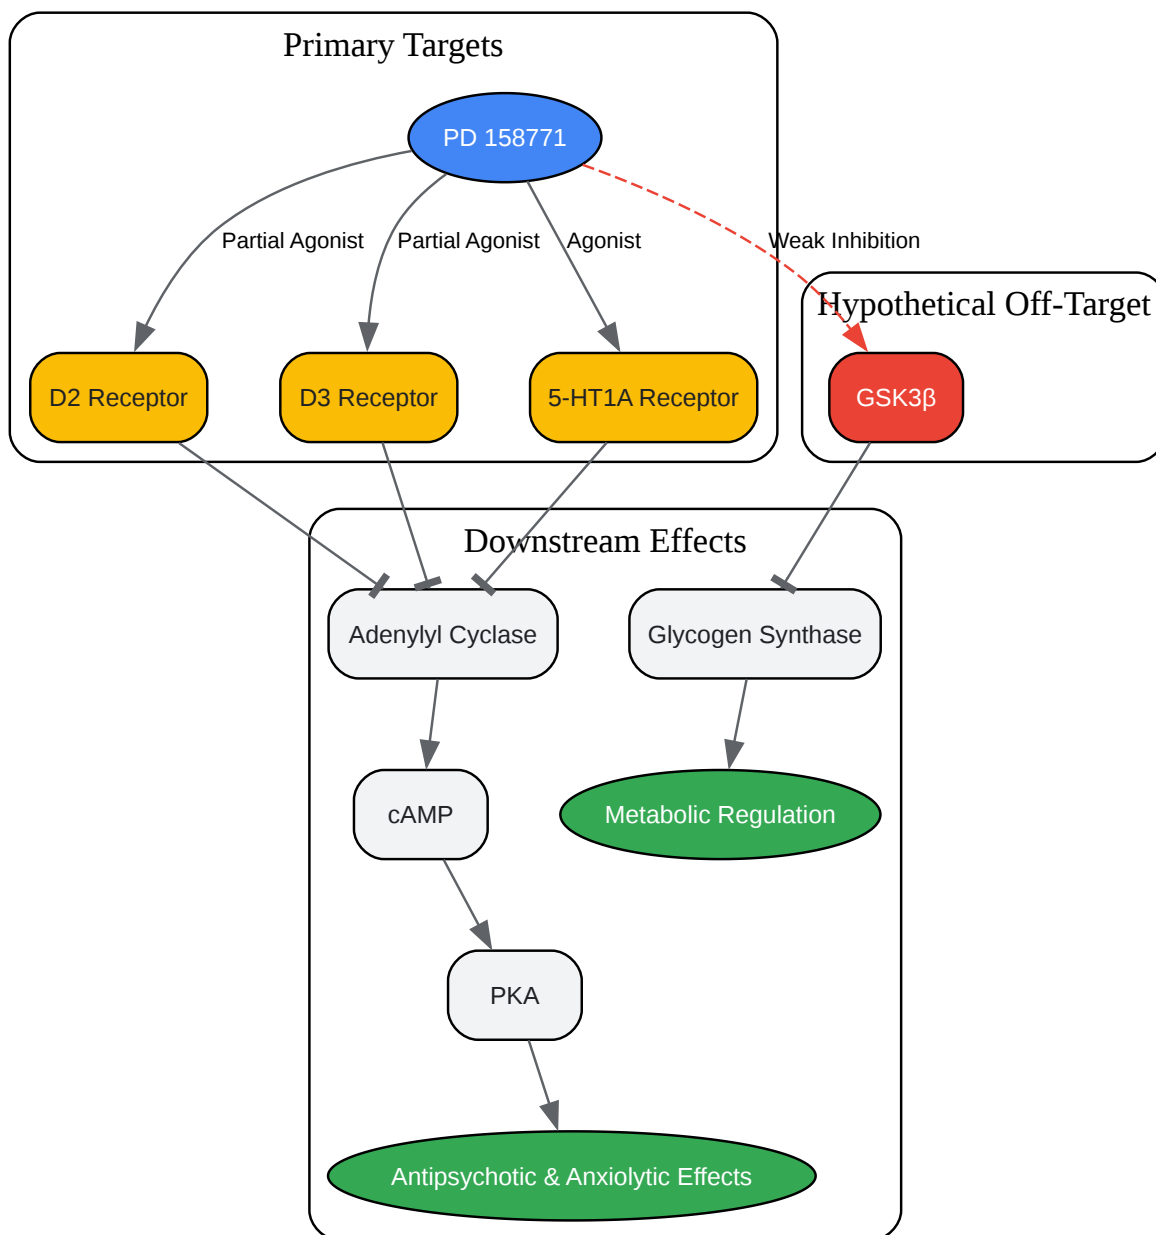 Primary Targets
PD 158771
Partial Agonist
Partial Agonist
Agonist
Weak Inhibition
Hypothetical Off-Target
D2 Receptor
D3 Receptor
5-HT1A Receptor
GSK3β
Downstream Effects
Adenylyl Cyclase
Glycogen Synthase
cAMP
Metabolic Regulation
PKA
Antipsychotic & Anxiolytic Effects